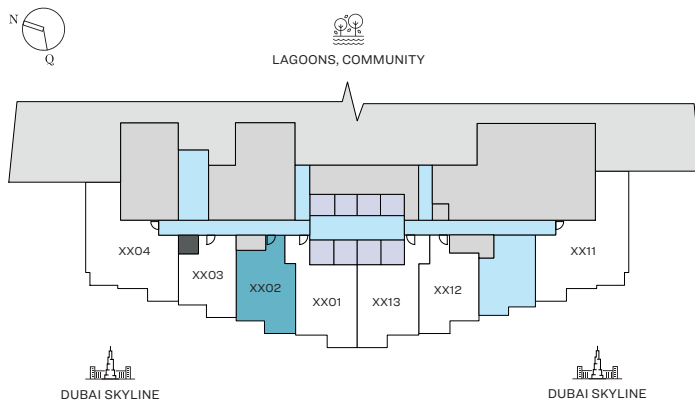 N
Q
LAGOONS, COMMUNITY
XX04
XX11
XX03
XX02
XX01
XX13
XX12
DUBAI SKYLINE
DUBAI SKYLINE